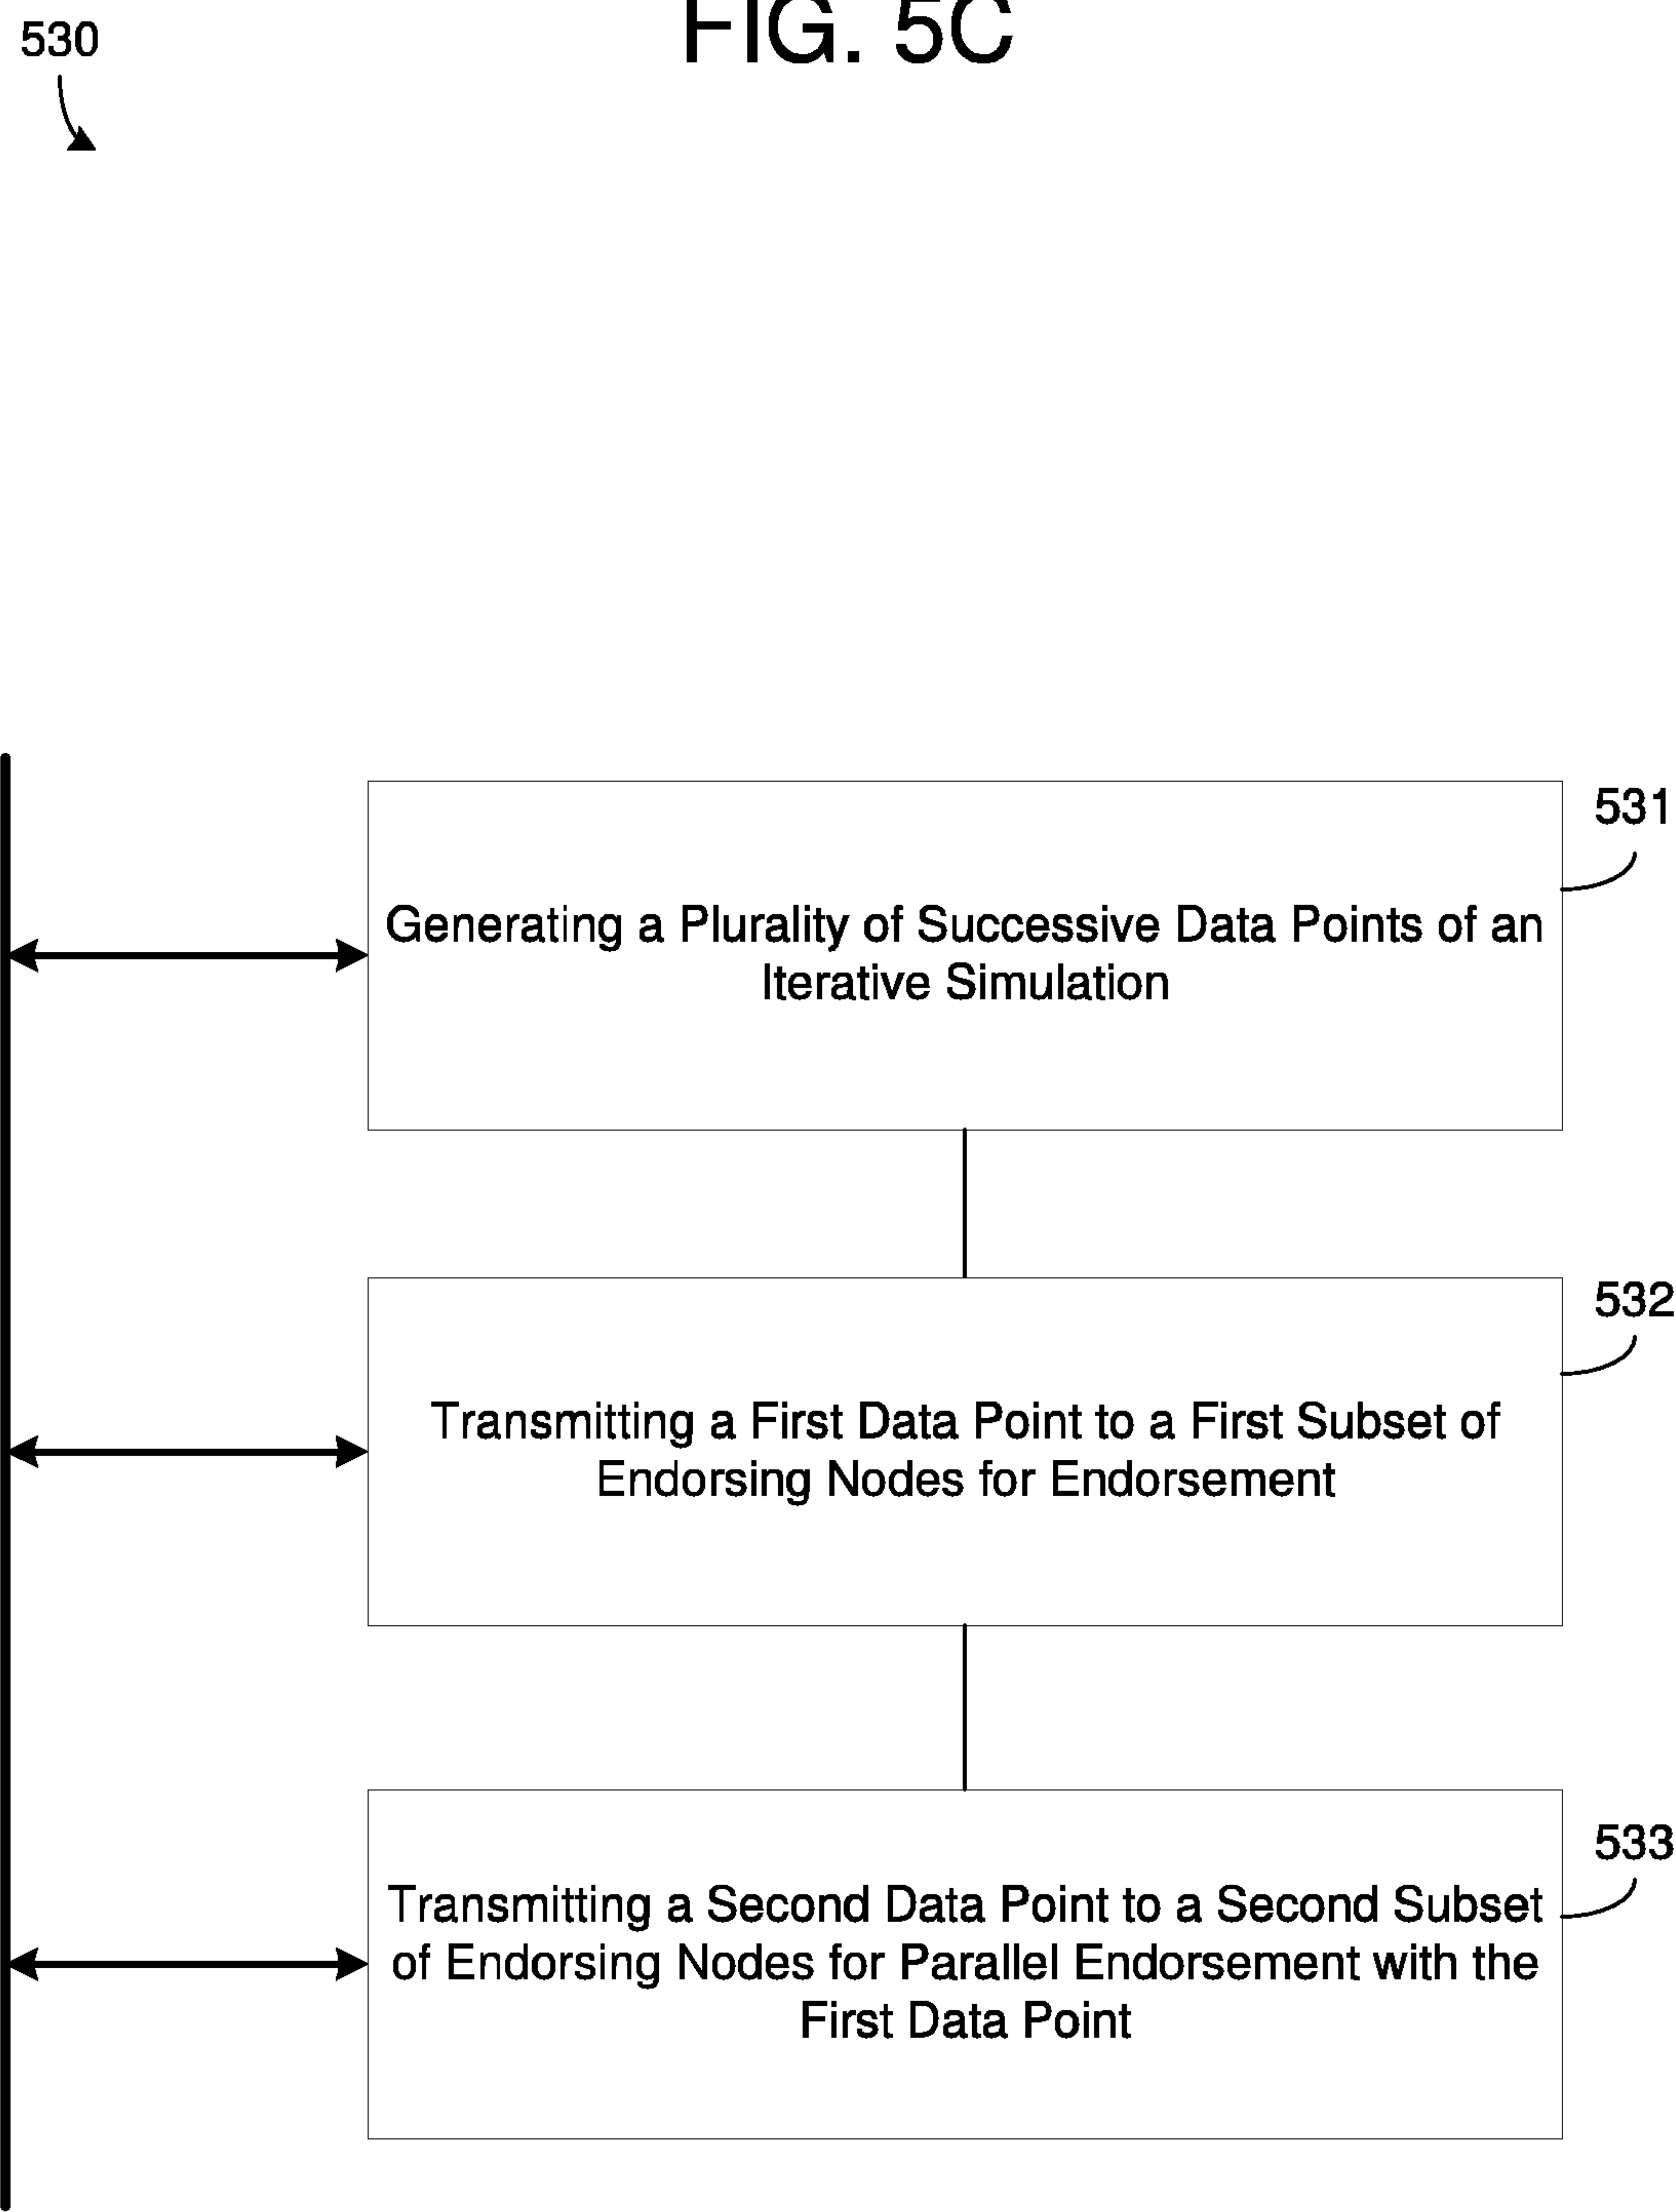 FIG. 5C
530
531
Generating a Plurality of Successive Data Points of an
Iterative Simulation
532
Transmitting a First Data Point to a First Subset of
Endorsing Nodes for Endorsement
533
Transmitting a Second Data Point to a Second Subset
of Endorsing Nodes for Parallel Endorsement with the
First Data Point